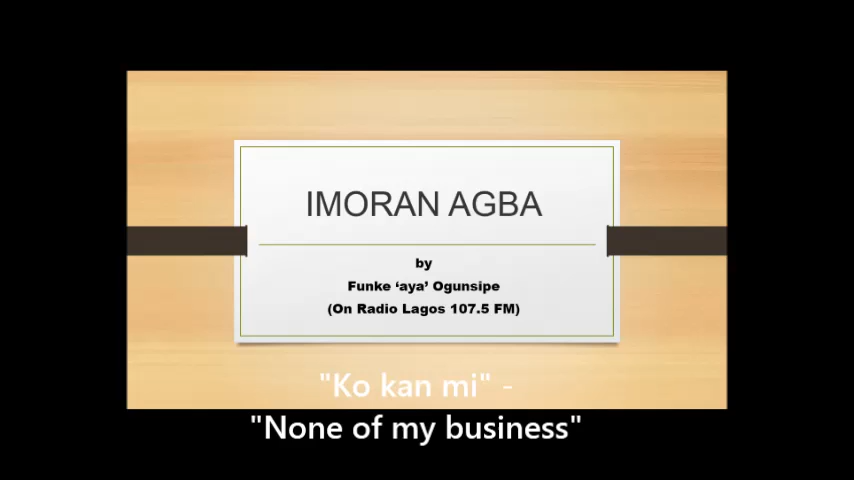 IMORAN AGBA
by
Funke ‘aya’ Ogunsipe
(On Radio Lagos 107.5 FM)
"Ko kan mi" -
"None of my business"